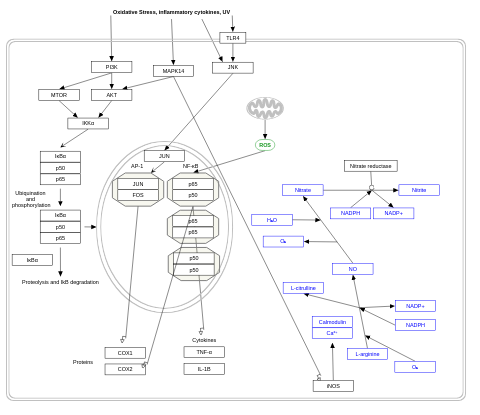 Oxidative Stress, inflammatory cytokines, UV
TLR4
PI3K
MAPK14
JNK
MTOR
AKT
IKKα
ROS
IκBα
p50
p65
Ubiquination
and
phosphorylation
IκBα
p50
p65
IκBα
Proteolysis and IκB degradation
JUN
AP-1
NF-κB
JUN
FOS
p65
p50
p65
p65
p50
p50
Proteins
COX1
COX2
Cytokines
TNF-α
IL-1B
Nitrate reductase
Nitrate
Nitrite
NADPH
NADP+
H₂O
O₂
NO
L-citrulline
NADP+
NADPH
Calmodulin
Ca²⁺
L-arginine
O₂
iNOS